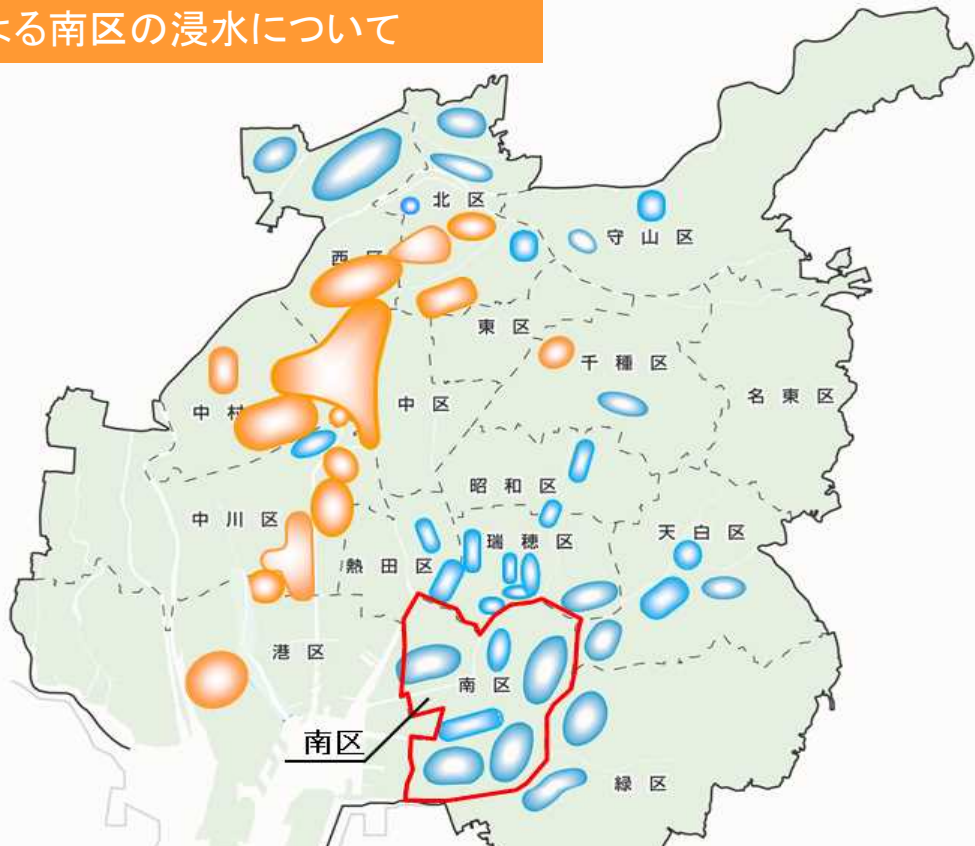 よる南区の浸水について
北区
守山区
西区
東区
千種区
名東区
中村
中区
昭和区
中川区
瑞穂区
天白区
熱田区
港区
南区
南区
緑区